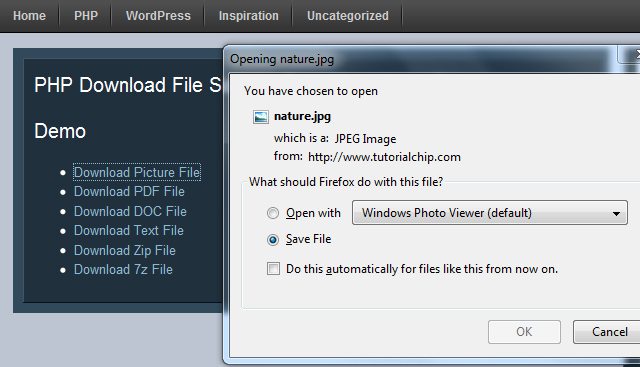 Home PHP WordPress Inspiration Uncategorized
PHP Download File S
Demo
Download Picture File
Download PDF File
Download DOC File
Download Text File
Download Zip File
Download 7z File
Opening nature.jpg
You have chosen to open
nature.jpg
which is a: JPEG Image
from: http://www.tutorialchip.com
What should Firefox do with this file?
Open with Windows Photo Viewer (default)
Save File
Do this automatically for files like this from now on.
OK Cancel